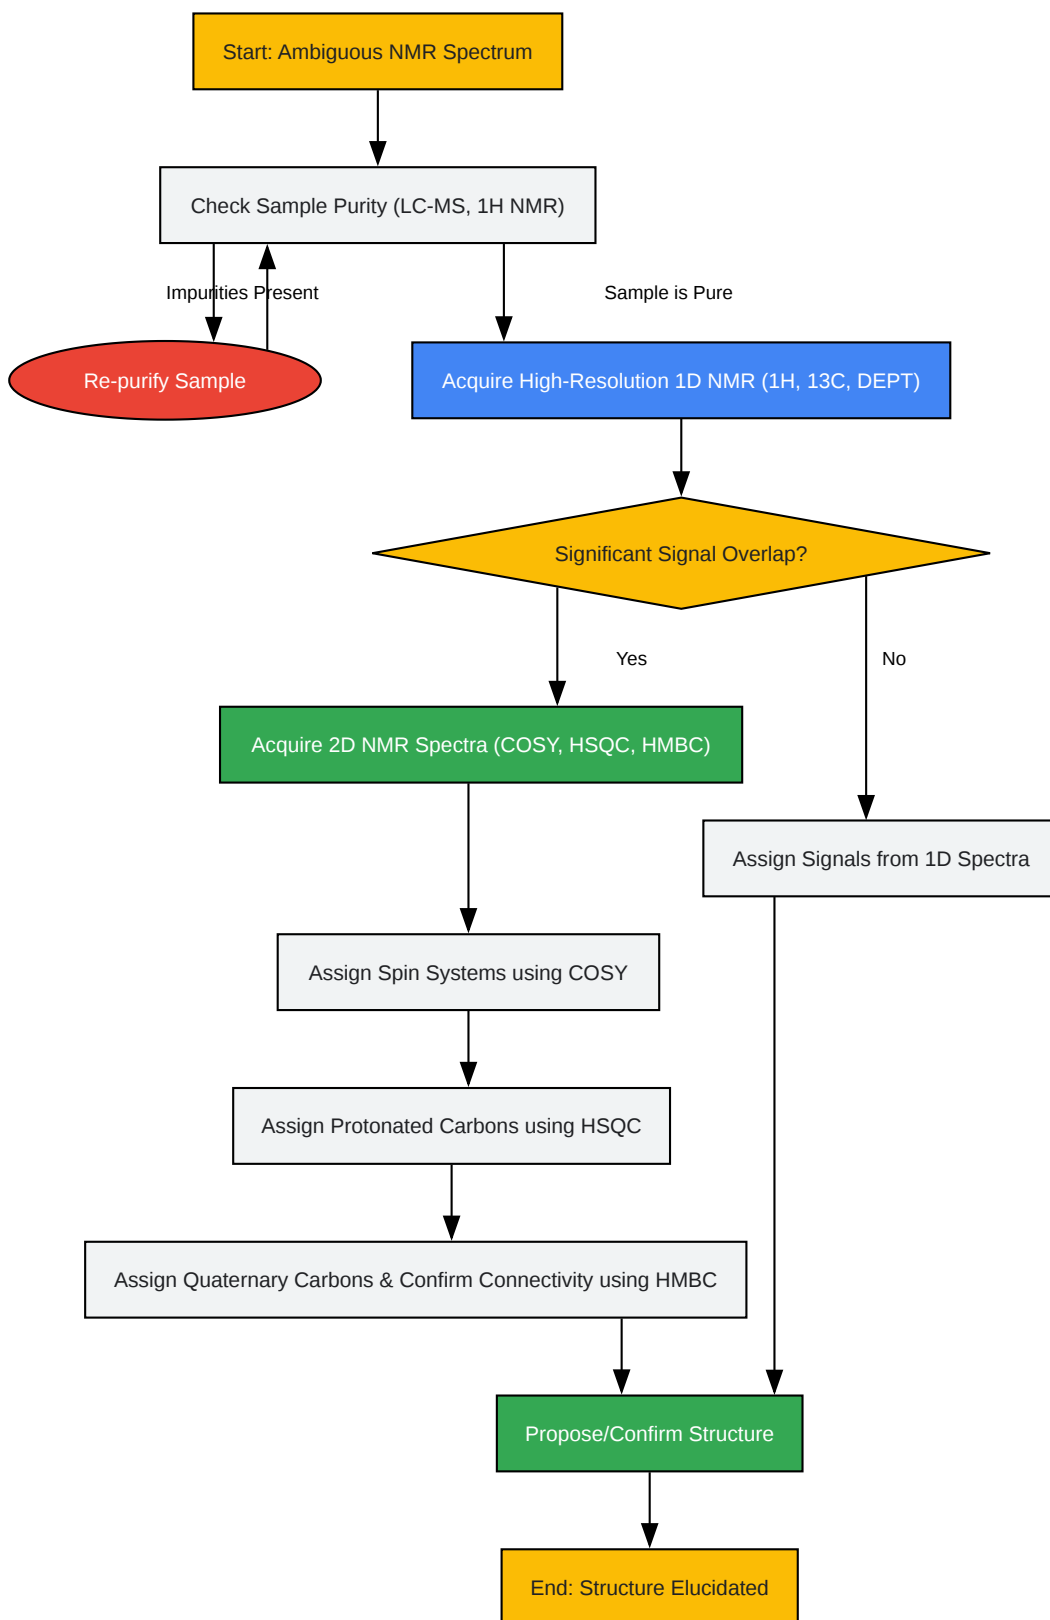 Start: Ambiguous NMR Spectrum
Check Sample Purity (LC-MS, 1H NMR)
Impurities Present
Sample is Pure
Re-purify Sample
Acquire High-Resolution 1D NMR (1H, 13C, DEPT)
Significant Signal Overlap?
Yes
No
Acquire 2D NMR Spectra (COSY, HSQC, HMBC)
Assign Signals from 1D Spectra
Assign Spin Systems using COSY
Assign Protonated Carbons using HSQC
Assign Quaternary Carbons & Confirm Connectivity using HMBC
Propose/Confirm Structure
End: Structure Elucidated